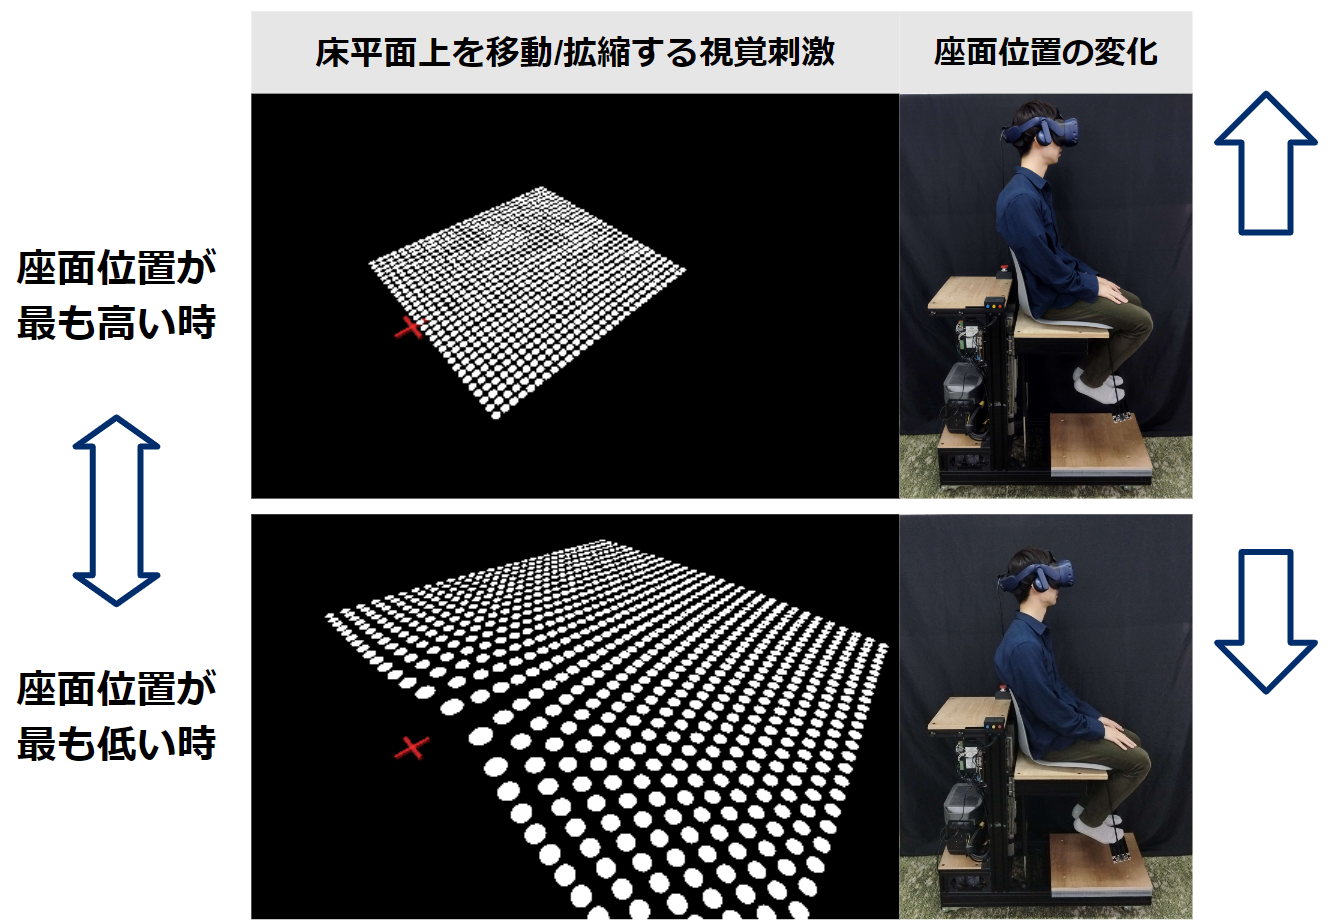 床平面上を移動/拡縮する視覚刺激
座面位置の変化
座面位置が
最も高い時
座面位置が
最も低い時